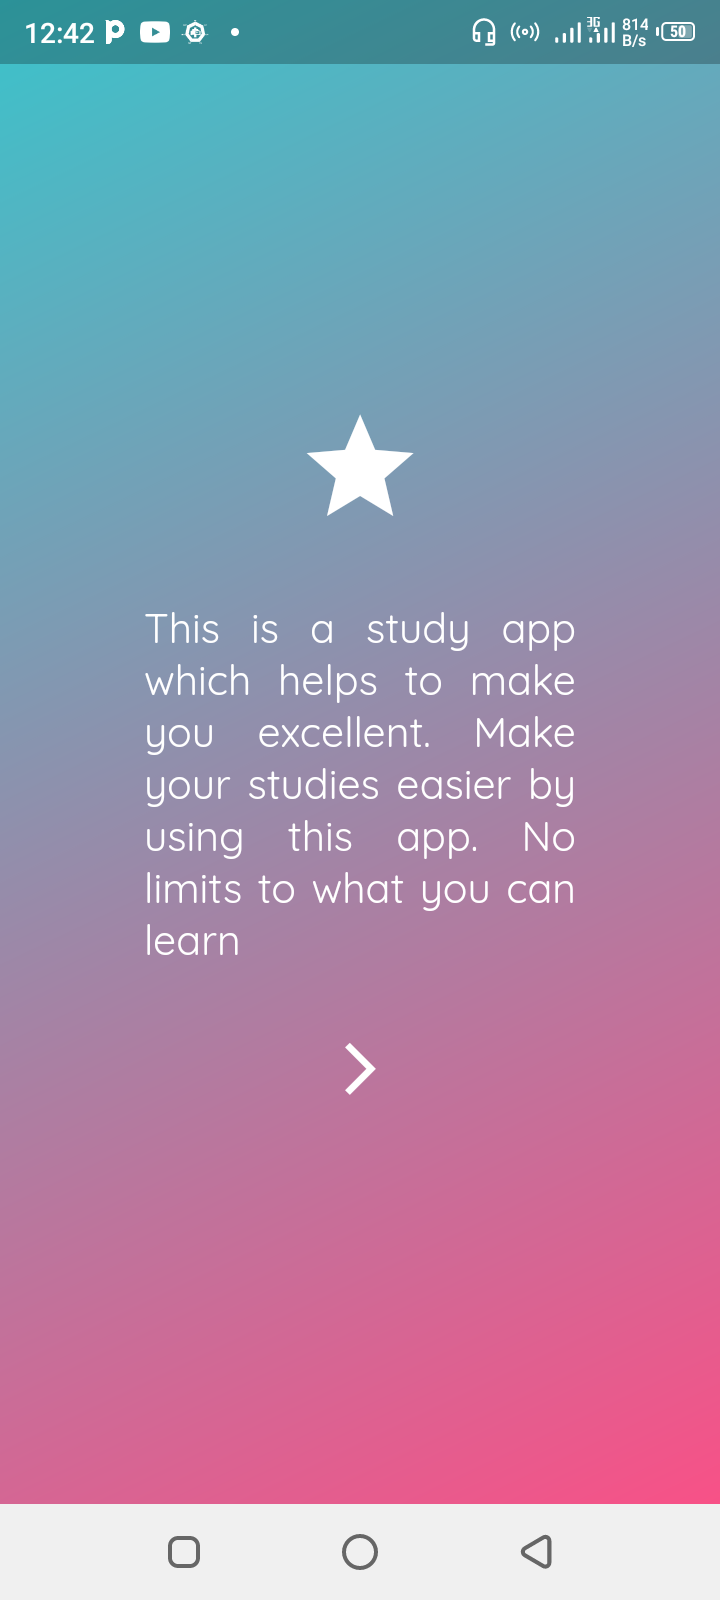 12:42
3G
814
B/s
50
This is a study app
which helps to make
you excellent. Make
your studies easier by
using this app. No
limits to what you can
learn